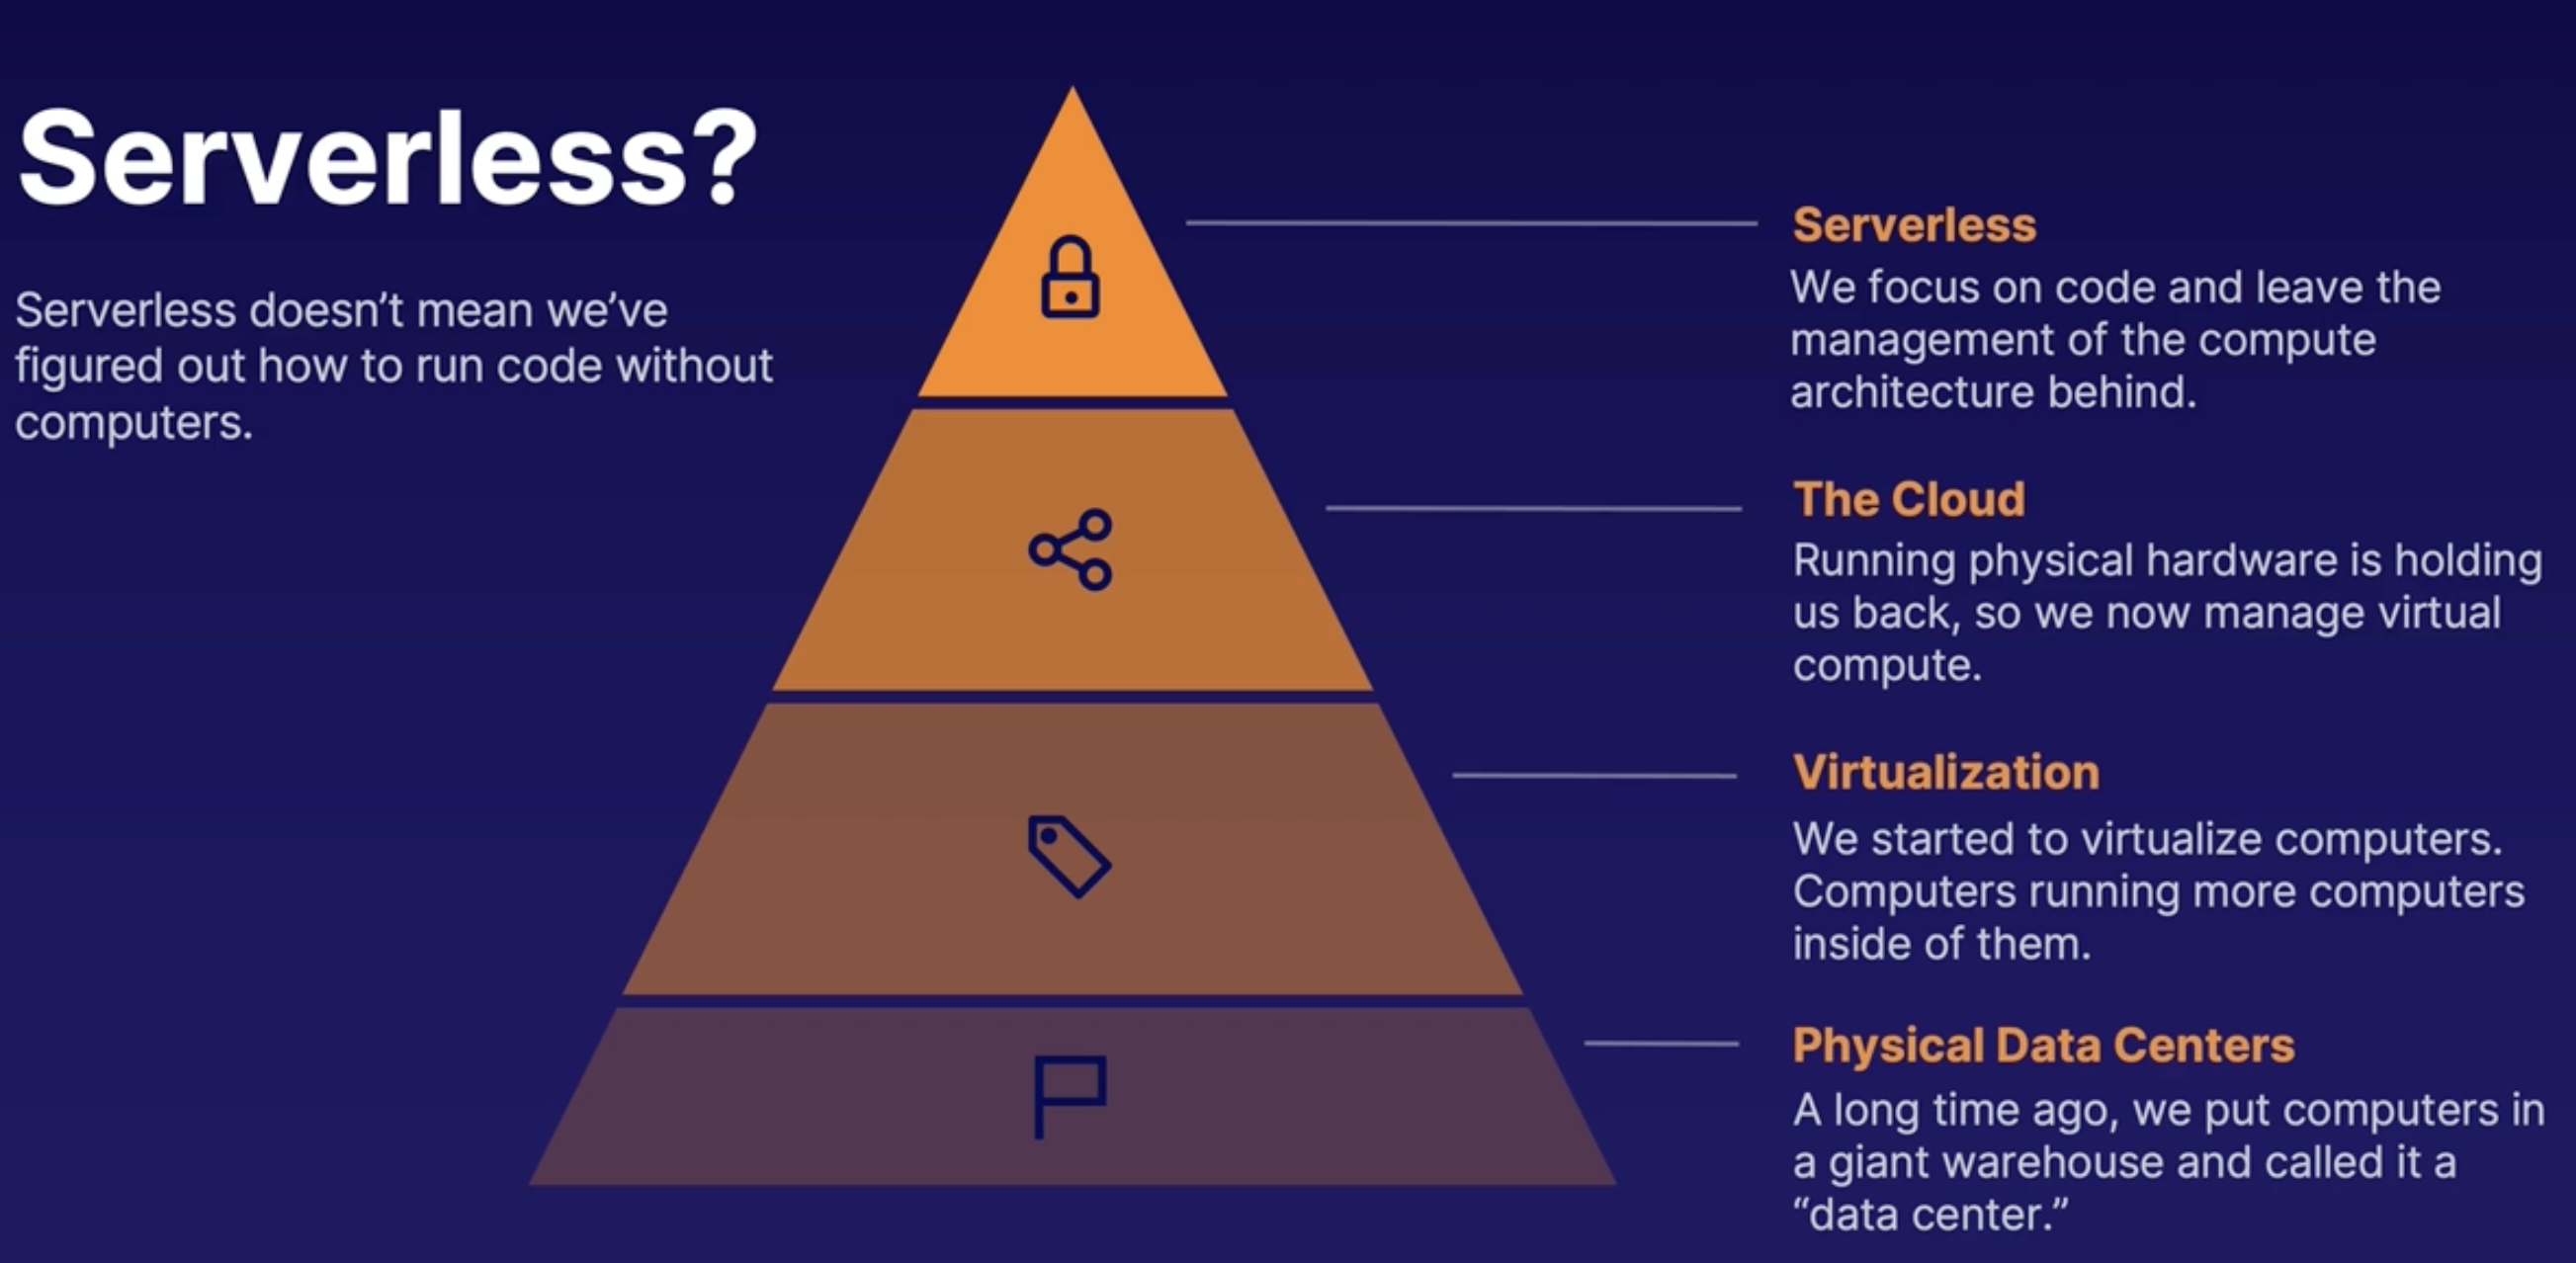 Serverless?
Serverless doesn’t mean we’ve
figured out how to run code without
computers.
Serverless
We focus on code and leave the
management of the compute
architecture behind.
The Cloud
Running physical hardware is holding
us back, so we now manage virtual
compute.
Virtualization
We started to virtualize computers.
Computers running more computers
inside of them.
Physical Data Centers
A long time ago, we put computers in
a giant warehouse and called it a
“data center.”